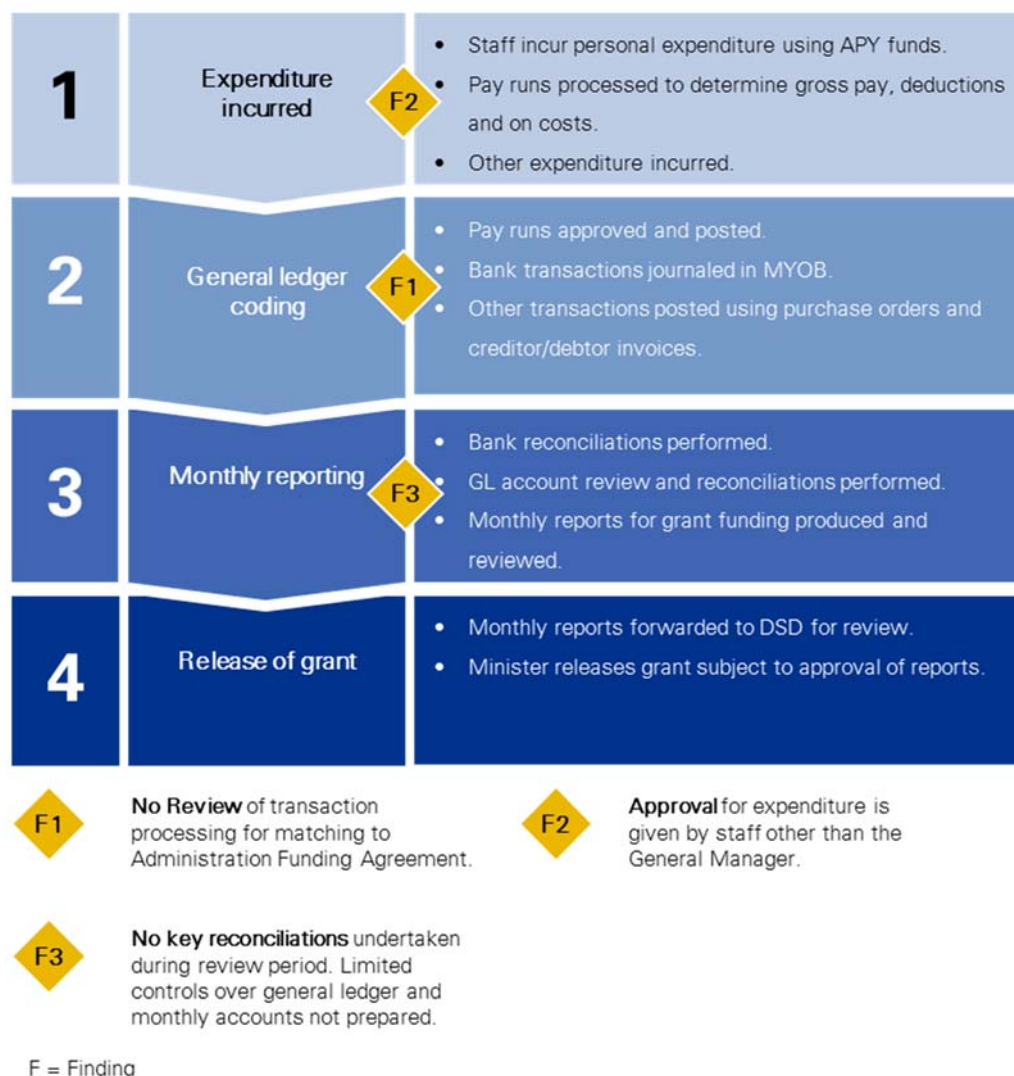 1
Expenditure
incurred
F2
• Staff incur personal expenditure using APY funds.
• Pay runs processed to determine gross pay, deductions
and on costs.
• Other expenditure incurred.
2
General ledger
coding
F1
• Pay runs approved and posted.
• Bank transactions journaled in MYOB.
• Other transactions posted using purchase orders and
creditor/debtor invoices.
3
Monthly reporting
F3
• Bank reconciliations performed.
• GL account review and reconciliations performed.
• Monthly reports for grant funding produced and
reviewed.
4
Release of grant
• Monthly reports forwarded to DSD for review.
• Minister releases grant subject to approval of reports.
F1
No Review of transaction
processing for matching to
Administration Funding Agreement.
F2
Approval for expenditure is
given by staff other than the
General Manager.
F3
No key reconciliations undertaken
during review period. Limited
controls over general ledger and
monthly accounts not prepared.
F = Finding